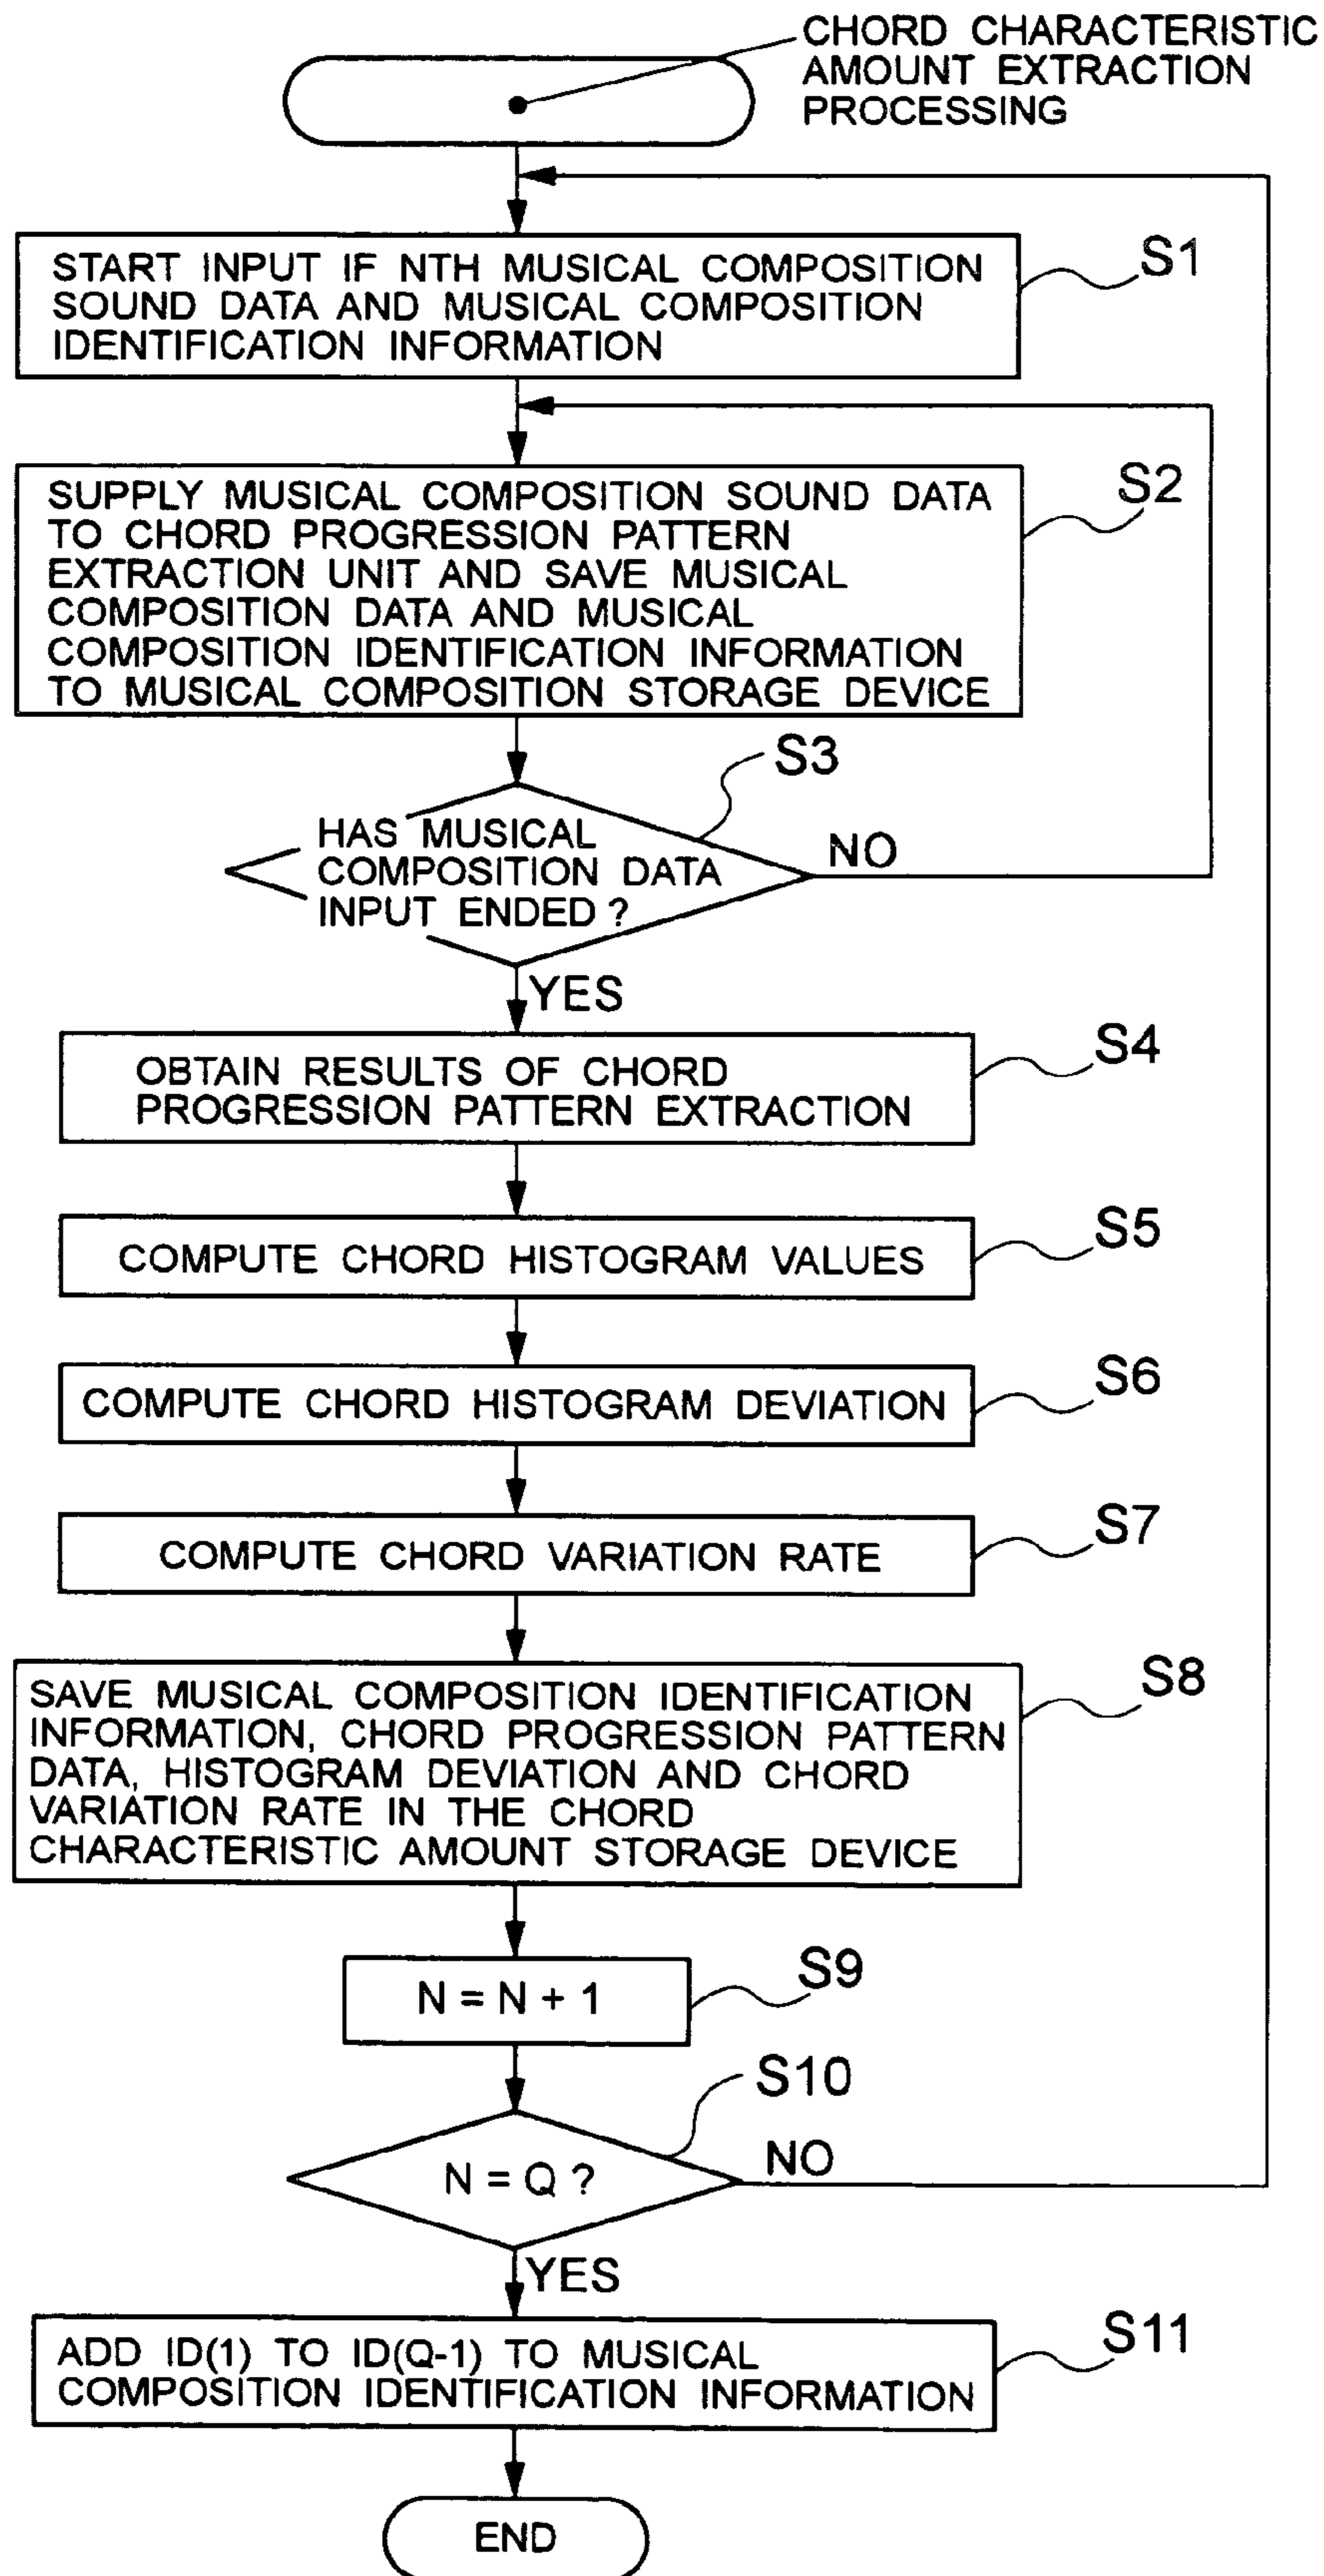 CHORD CHARACTERISTIC
AMOUNT EXTRACTION
PROCESSING
S1
START INPUT IF NTH MUSICAL COMPOSITION
SOUND DATA AND MUSICAL COMPOSITION
IDENTIFICATION INFORMATION
S2
SUPPLY MUSICAL COMPOSITION SOUND DATA
TO CHORD PROGRESSION PATTERN
EXTRACTION UNIT AND SAVE MUSICAL
COMPOSITION DATA AND MUSICAL
COMPOSITION IDENTIFICATION INFORMATION
TO MUSICAL COMPOSITION STORAGE DEVICE
S3
HAS MUSICAL
COMPOSITION DATA
INPUT ENDED ?
NO
YES
S4
OBTAIN RESULTS OF CHORD
PROGRESSION PATTERN EXTRACTION
S5
COMPUTE CHORD HISTOGRAM VALUES
S6
COMPUTE CHORD HISTOGRAM DEVIATION
S7
COMPUTE CHORD VARIATION RATE
S8
SAVE MUSICAL COMPOSITION IDENTIFICATION
INFORMATION, CHORD PROGRESSION PATTERN
DATA, HISTOGRAM DEVIATION AND CHORD
VARIATION RATE IN THE CHORD
CHARACTERISTIC AMOUNT STORAGE DEVICE
S9
N = N + 1
S10
N = Q ?
NO
YES
S11
ADD ID(1) TO ID(Q-1) TO MUSICAL
COMPOSITION IDENTIFICATION INFORMATION
END